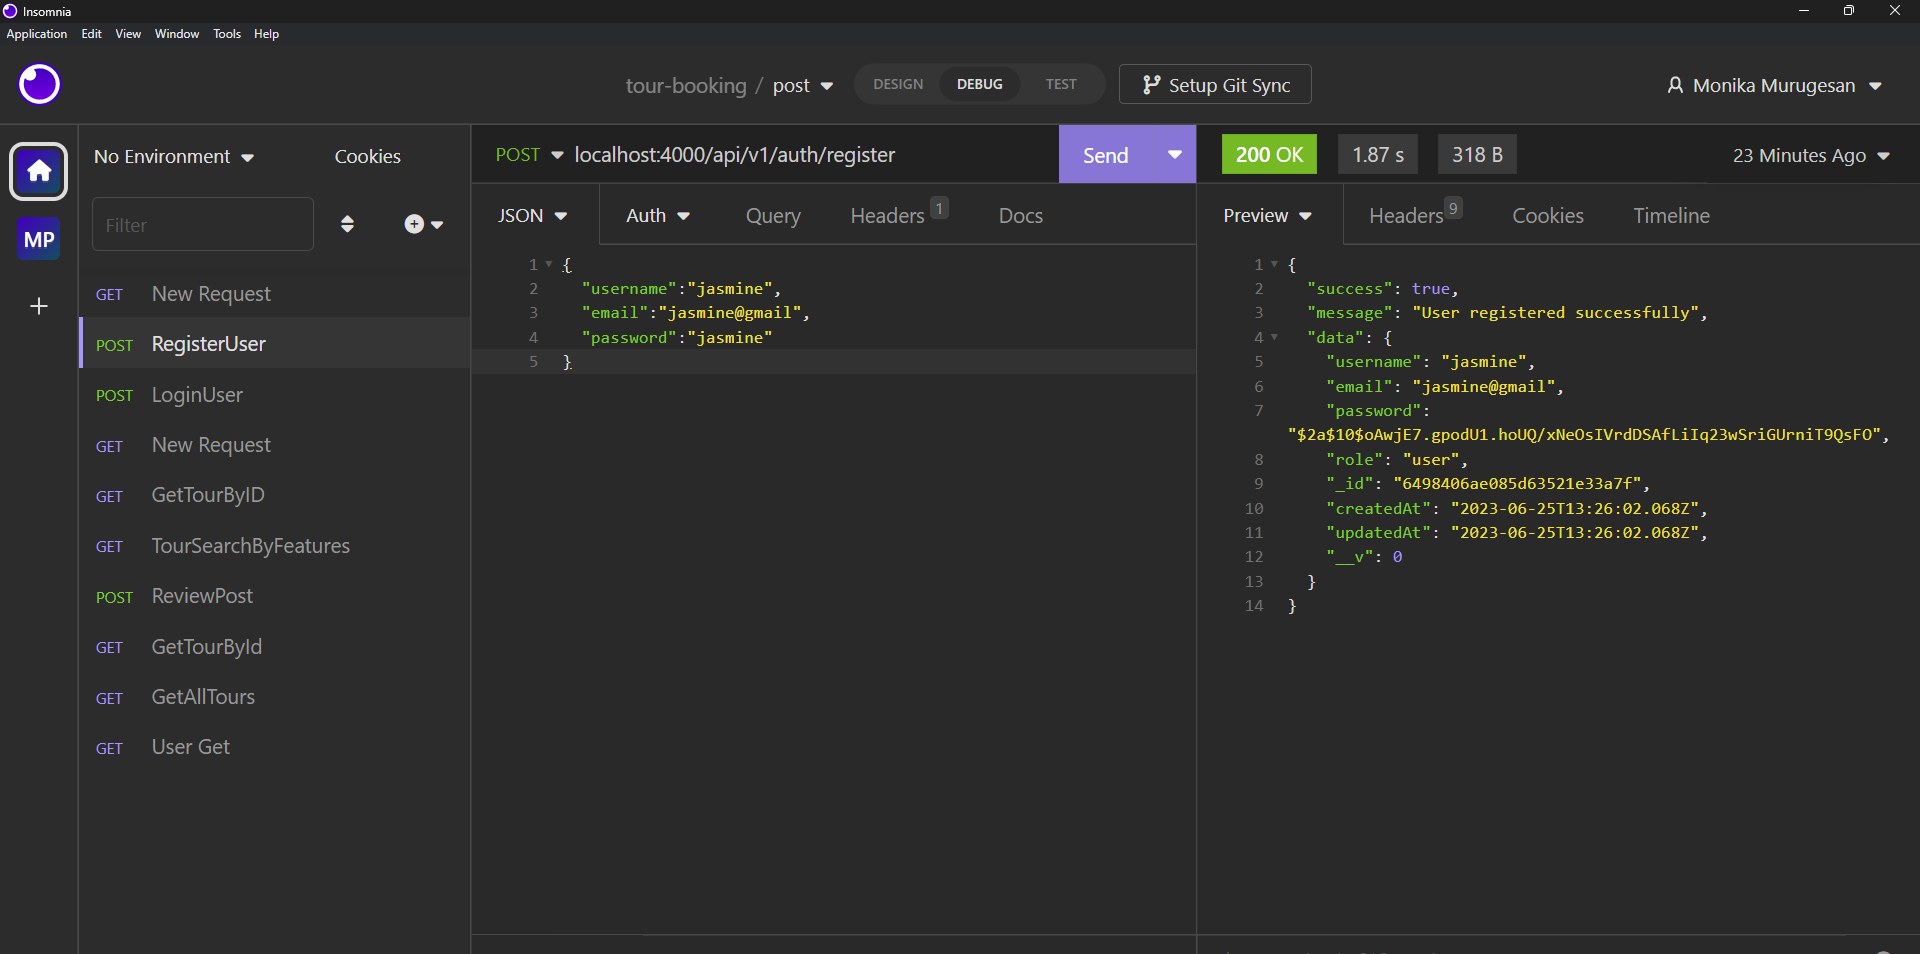 Insomnia
Application Edit View Window Tools Help
tour-booking / post DESIGN DEBUG TEST Setup Git Sync Monika Murugesan
No Environment Cookies
Filter
MP
GET New Request
POST RegisterUser
POST LoginUser
GET New Request
GET GetTourByID
GET TourSearchByFeatures
POST ReviewPost
GET GetTourById
GET GetAllTours
GET User Get
POST localhost:4000/api/v1/auth/register Send
JSON Auth Query Headers 1 Docs
1 {
2 "username":"jasmine",
3 "email":"jasmine@gmail",
4 "password":"jasmine"
5 }
200 OK 1.87 s 318 B 23 Minutes Ago
Preview Headers 9 Cookies Timeline
1 {
2 "success": true,
3 "message": "User registered successfully",
4 "data": {
5 "username": "jasmine",
6 "email": "jasmine@gmail",
7 "password":
"$2a$10$oAwjE7.gpodU1.hoUQ/xNeOsIVrdDSAfLiIq23wSriGUrniT9QsFO",
8 "role": "user",
9 "_id": "6498406ae085d63521e33a7f",
10 "createdAt": "2023-06-25T13:26:02.068Z",
11 "updatedAt": "2023-06-25T13:26:02.068Z",
12 "__v": 0
13 }
14 }